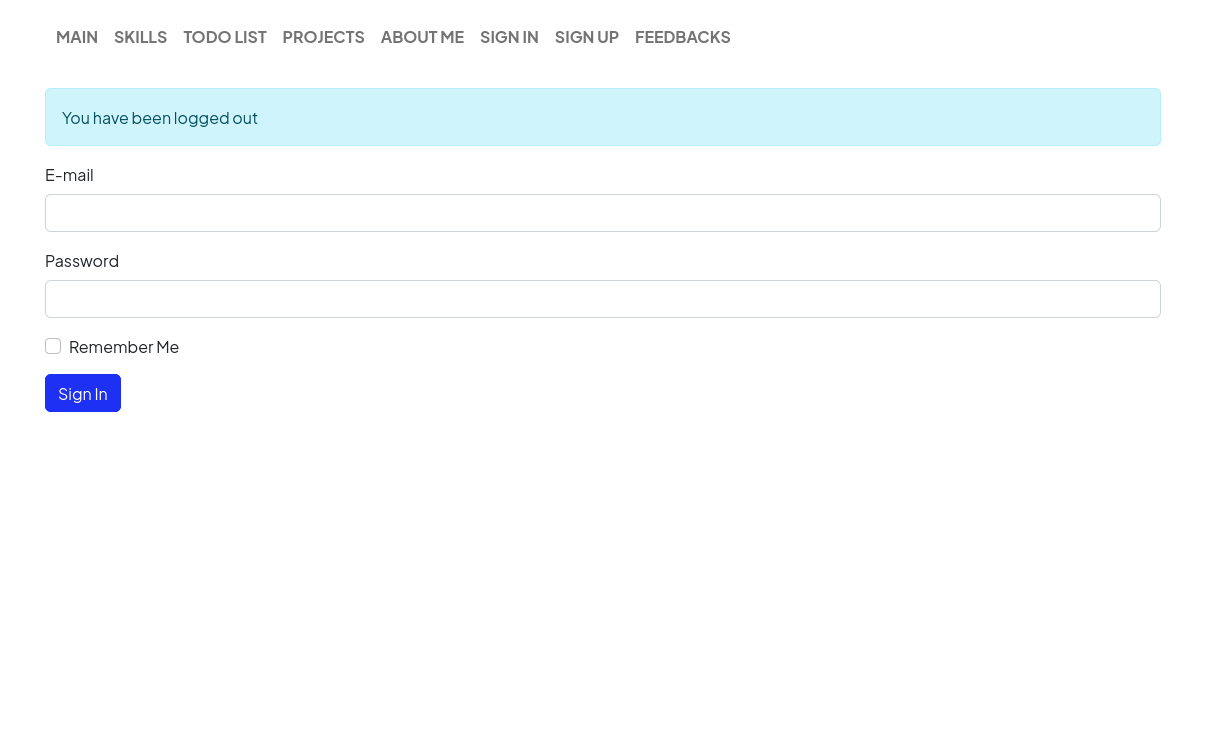 MAIN SKILLS TODO LIST PROJECTS ABOUT ME SIGN IN SIGN UP FEEDBACKS
You have been logged out
E-mail
Password
Remember Me
Sign In